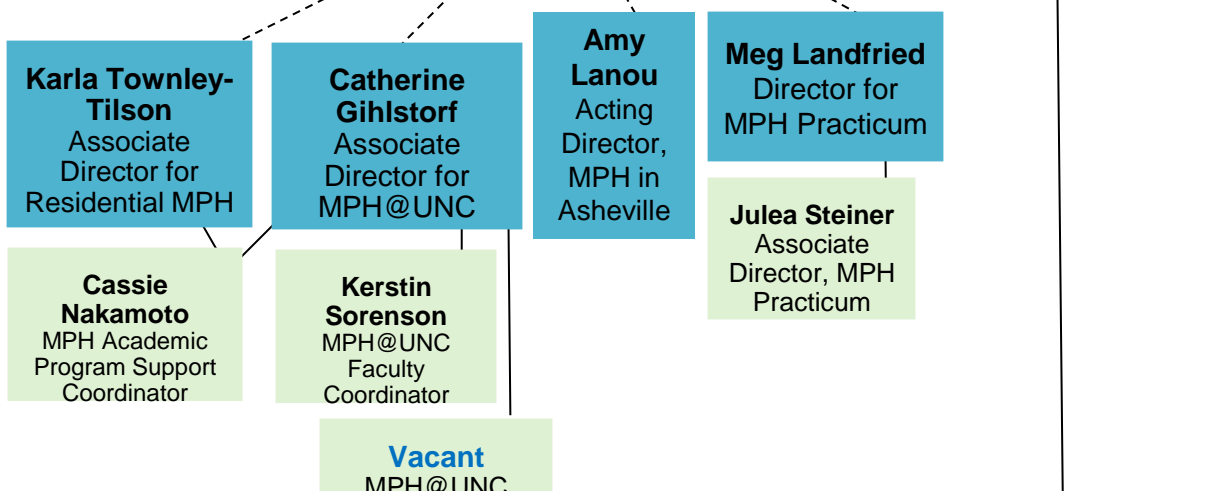 Karla Townley-
Tilson
Associate
Director for
Residential MPH
Catherine
Gihlstorf
Associate
Director for
MPH@UNC
Amy
Lanou
Acting
Director,
MPH in
Asheville
Meg Landfried
Director for
MPH Practicum
Cassie
Nakamoto
MPH Academic
Program Support
Coordinator
Kerstin
Sorenson
MPH@UNC
Faculty
Coordinator
Julea Steiner
Associate
Director, MPH
Practicum
Vacant
MPH@UNC